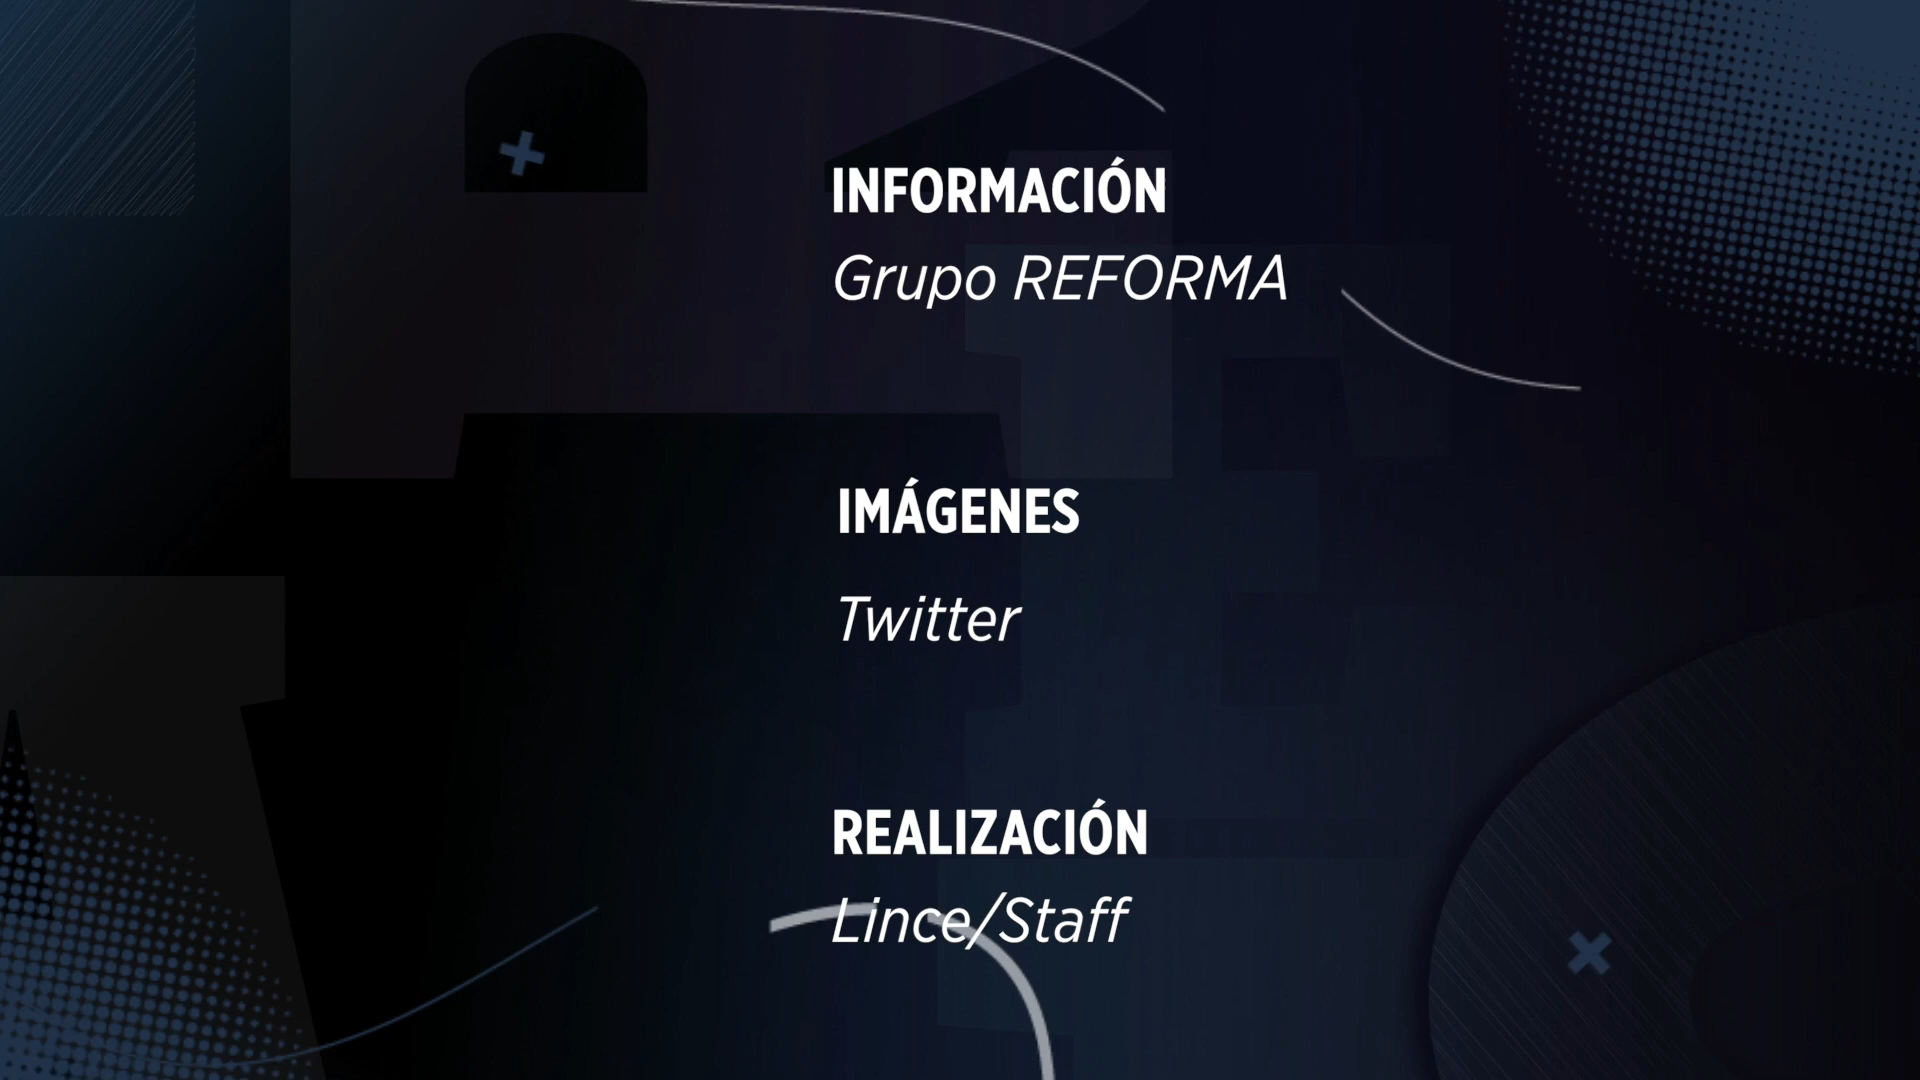 INFORMACIÓN
Grupo REFORMA
IMÁGENES
Twitter
REALIZACIÓN
Lince/Staff